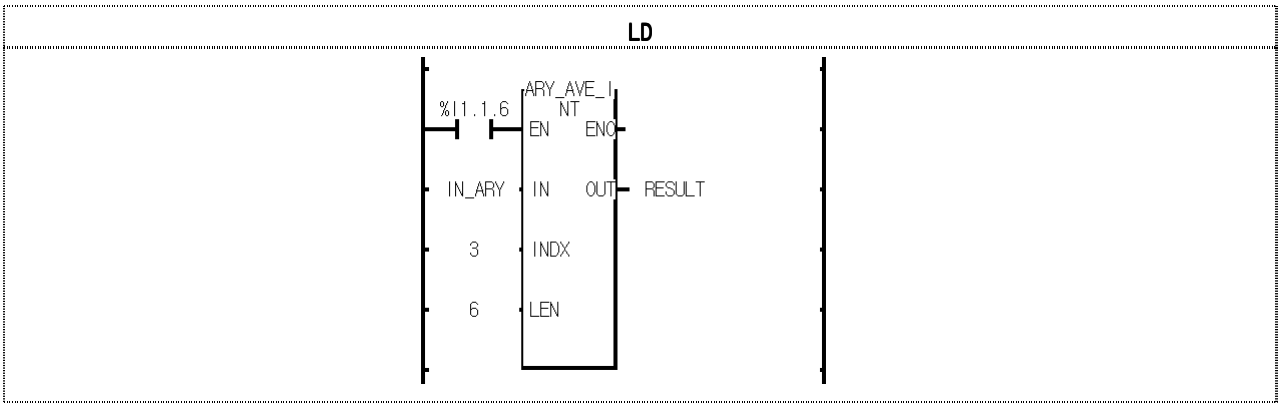 LD
ARY_AVE_I
%I1.1.6 NT
EN ENO
IN_ARY IN OUT RESULT
3 INDX
6 LEN